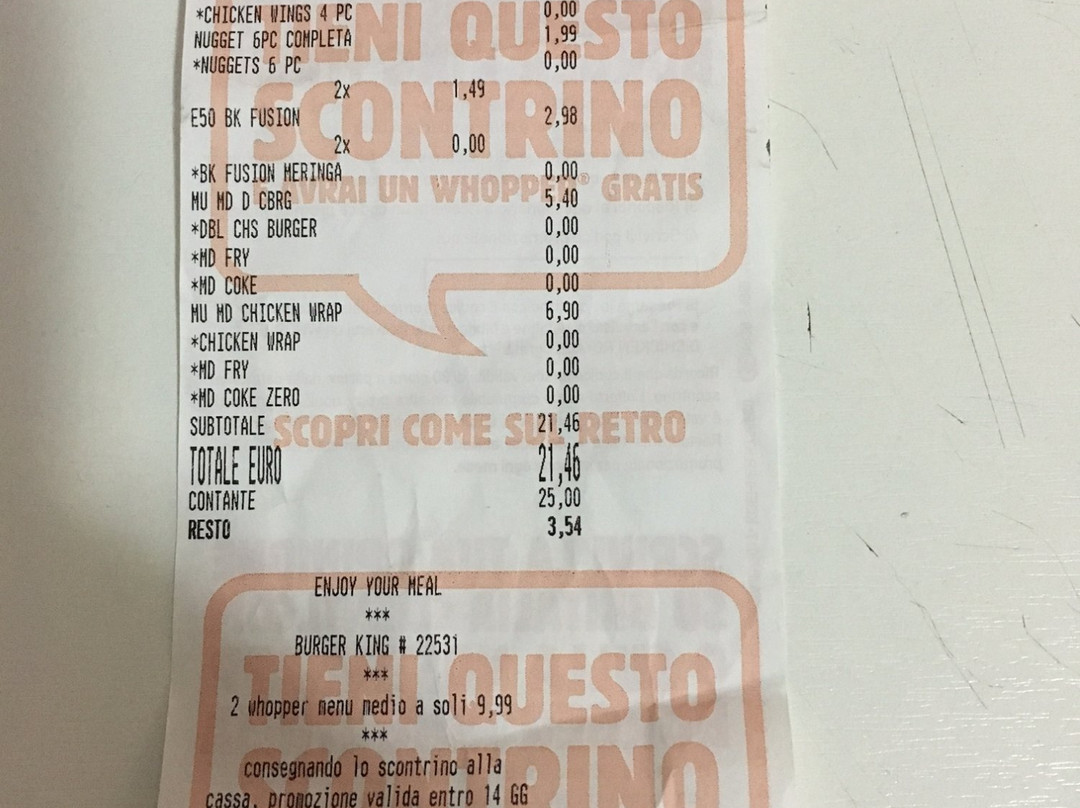 *CHICKEN WINGS 4 PC 0,00
NUGGET 6PC COMPLETA 1,99
*NUGGETS 6 PC 0,00
2x 1,49
E50 BK FUSION 2,98
2x 0,00
*BK FUSION MERINGA 0,00
MU MD D CBRG 5,40
*DBL CHS BURGER 0,00
*MD FRY 0,00
*MD COKE 0,00
MU MD CHICKEN WRAP 6,90
*CHICKEN WRAP 0,00
*MD FRY 0,00
*MD COKE ZERO 0,00
SUBTOTALE 21,46
TOTALE EURO 21,46
CONTANTE 25,00
RESTO 3,54
TIENI QUESTO
SCONTRINO
E AVRAI UN WHOPPER® GRATIS
SCOPRI COME SUL RETRO
ENJOY YOUR MEAL
***
BURGER KING # 22531
***
2 whopper menu medio a soli 9,99
***
consegnando lo scontrino alla
cassa, promozione valida entro 14 GG
TIENI QUESTO
SCONTRINO